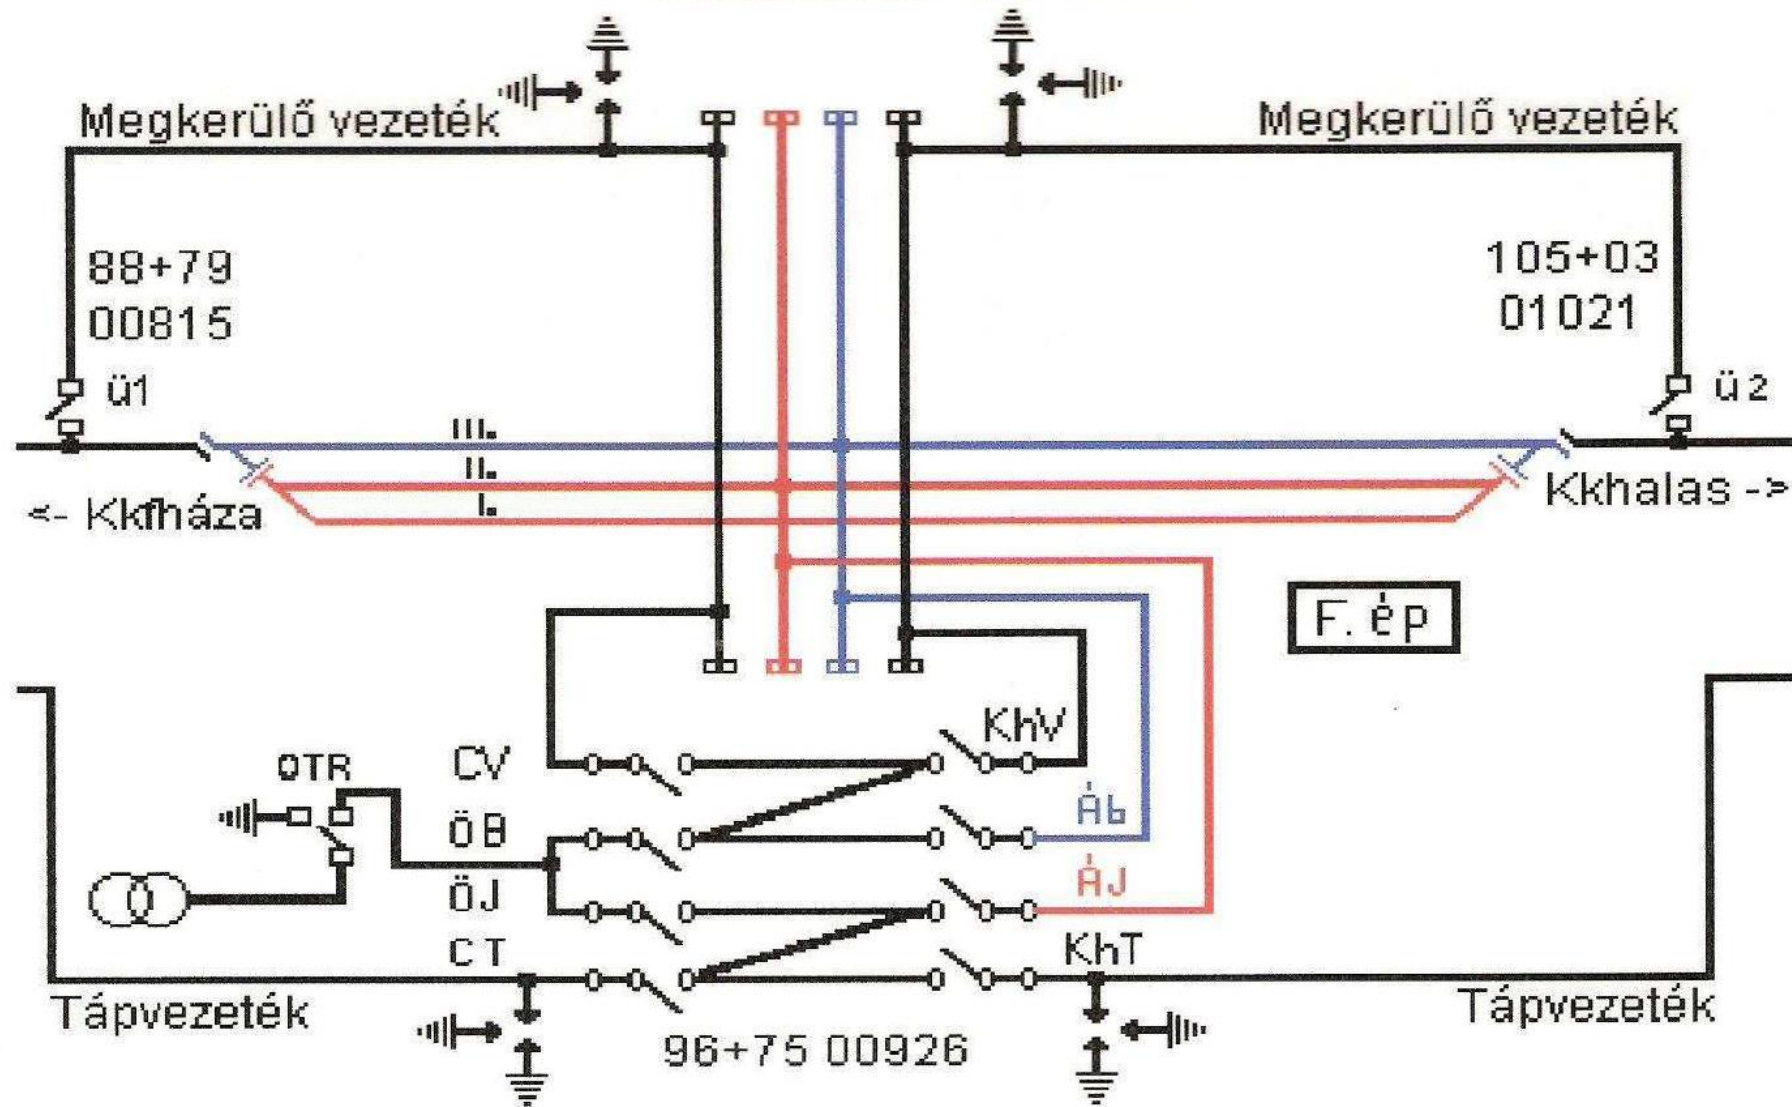 Megkerülő vezeték
Megkerülő vezeték
88+79
00815
105+03
01021
ü1
ü2
III.
II.
I.
<- Kkfháza
Kkhalas ->
F. ép
KhV
CV
OTR
ÖB
Áb
ÖJ
ÁJ
CT
KhT
Tápvezeték
Tápvezeték
96+75 00926